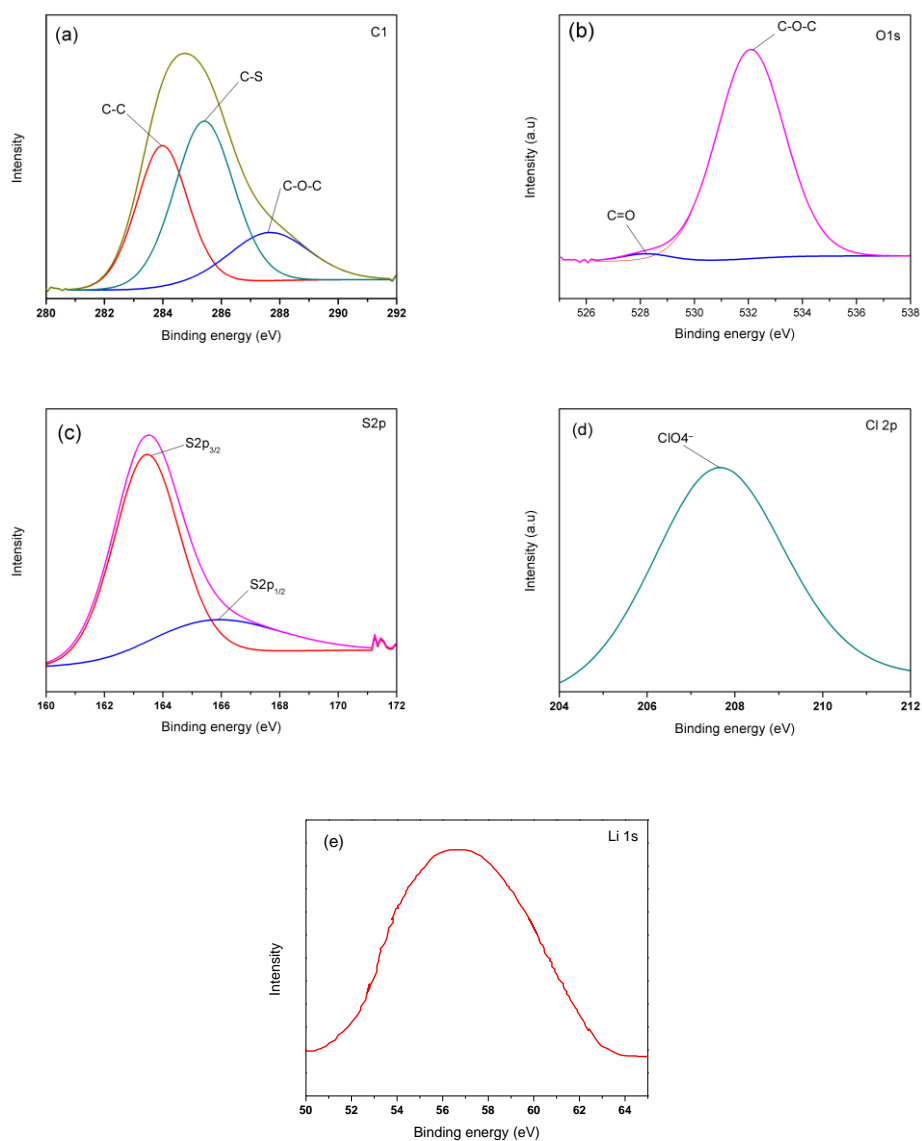 (a)
C1
C-C
C-S
C-O-C
Intensity
280 282 284 286 288 290 292
Binding energy (eV)
(b)
O1s
C-O-C
C=O
Intensity (a.u)
526 528 530 532 534 536 538
Binding energy (eV)
(c)
S2p
S2p3/2
S2p1/2
Intensity
160 162 164 166 168 170 172
Binding energy (eV)
(d)
Cl 2p
ClO4⁻
Intensity (a.u)
204 206 208 210 212
Binding energy (eV)
(e)
Li 1s
Intensity
50 52 54 56 58 60 62 64
Binding energy (eV)